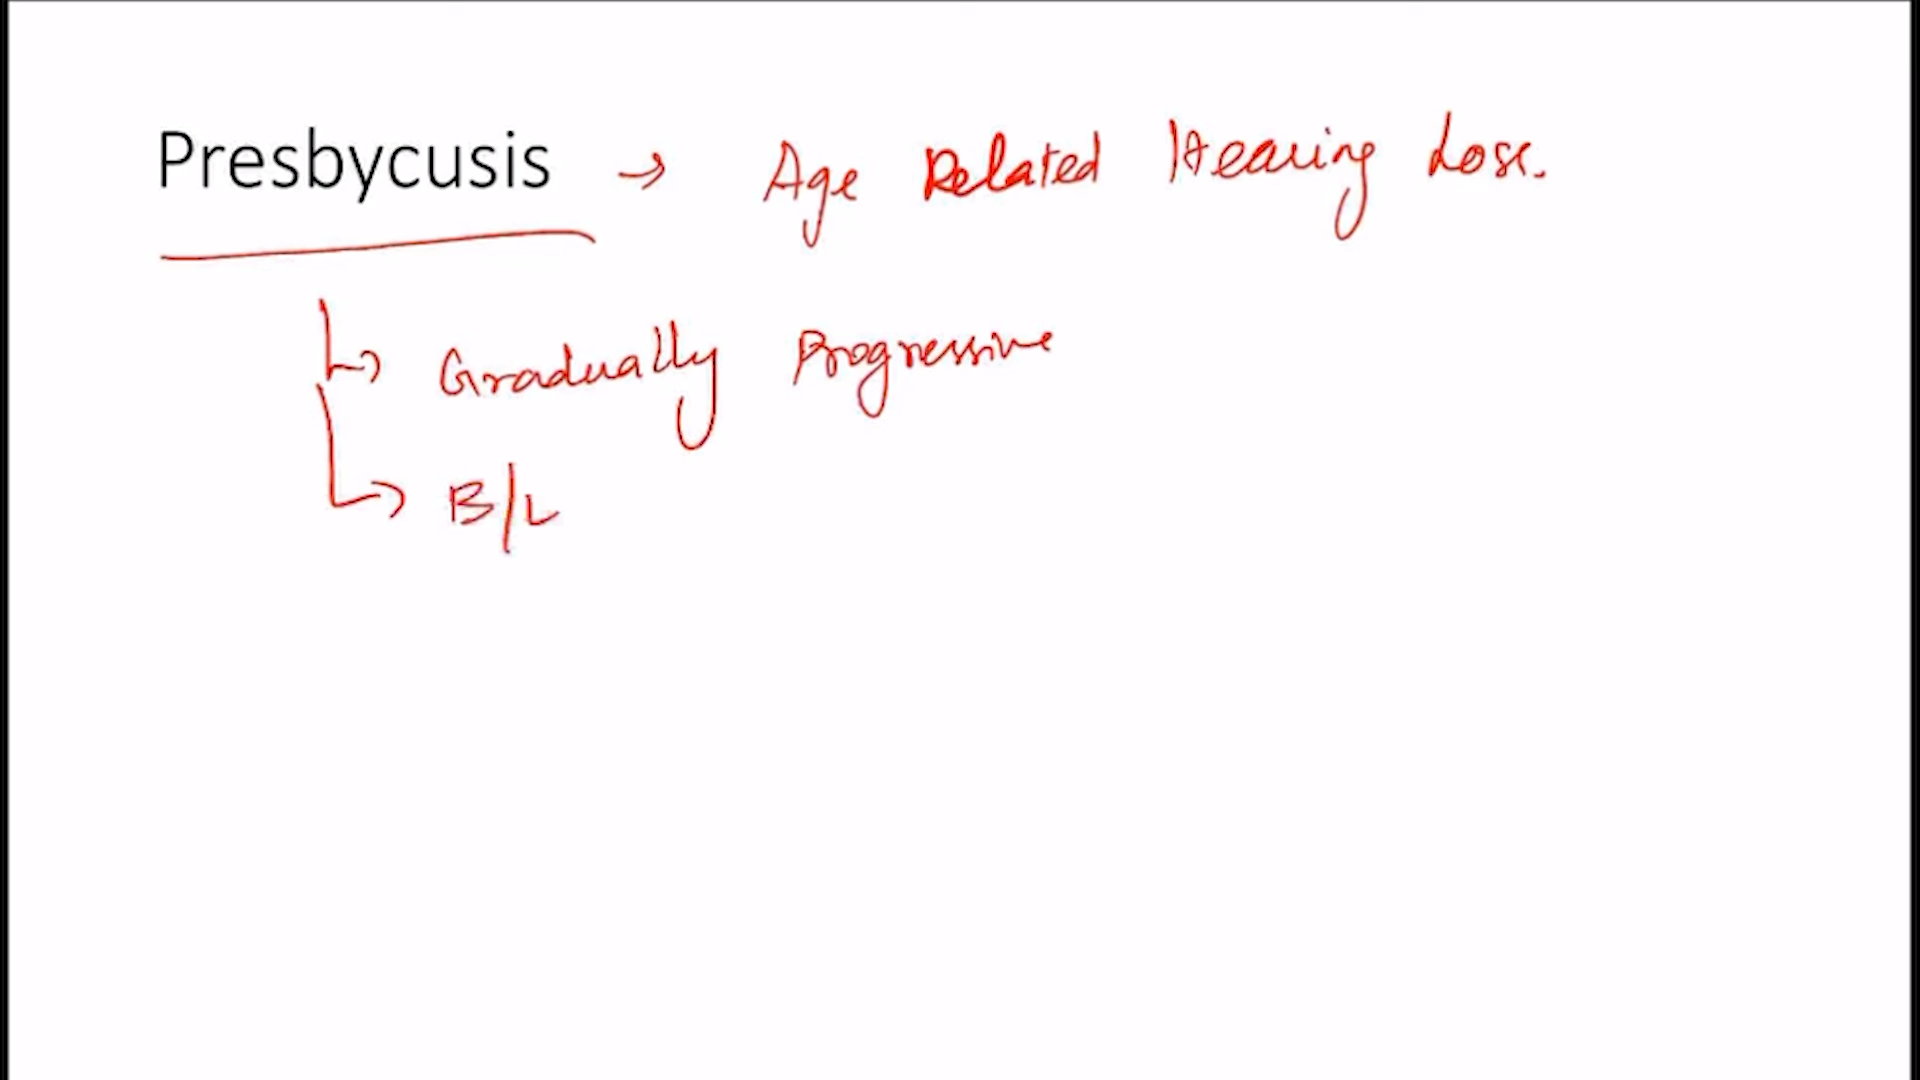 Presbycusis → Age Related Hearing Loss.
↳ Gradually Progressive
↳ B/L